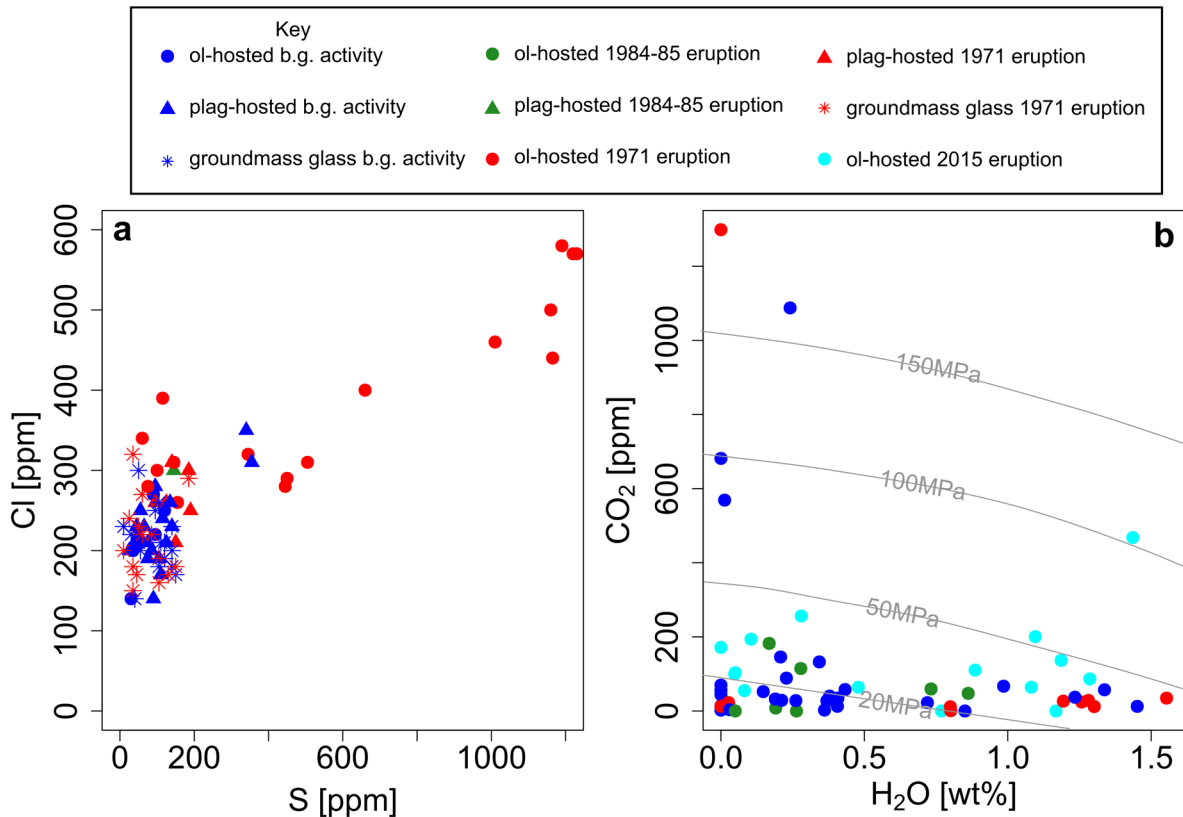 Key
ol-hosted b.g. activity
plag-hosted b.g. activity
groundmass glass b.g. activity
ol-hosted 1984-85 eruption
plag-hosted 1984-85 eruption
ol-hosted 1971 eruption
plag-hosted 1971 eruption
groundmass glass 1971 eruption
ol-hosted 2015 eruption
a
Cl [ppm]
600
500
400
300
200
100
0
0
200
400
600
1000
S [ppm]
b
CO₂ [ppm]
1000
600
200
0
150MPa
100MPa
50MPa
20MPa
0.0
0.5
1.0
1.5
H₂O [wt%]